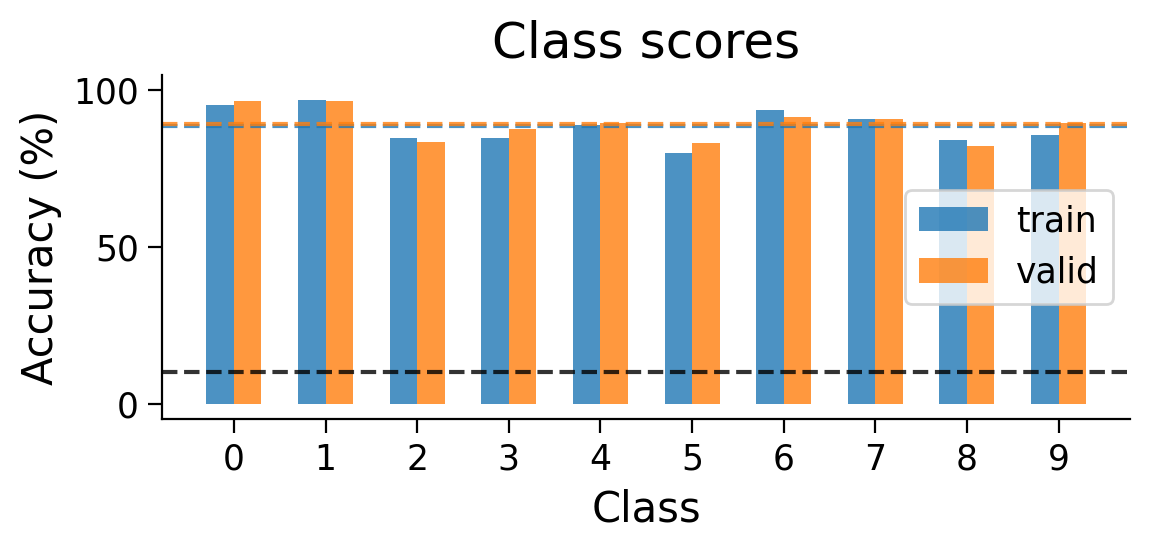 Class scores
Accuracy (%)
100
50
0
train
valid
0 1 2 3 4 5 6 7 8 9
Class